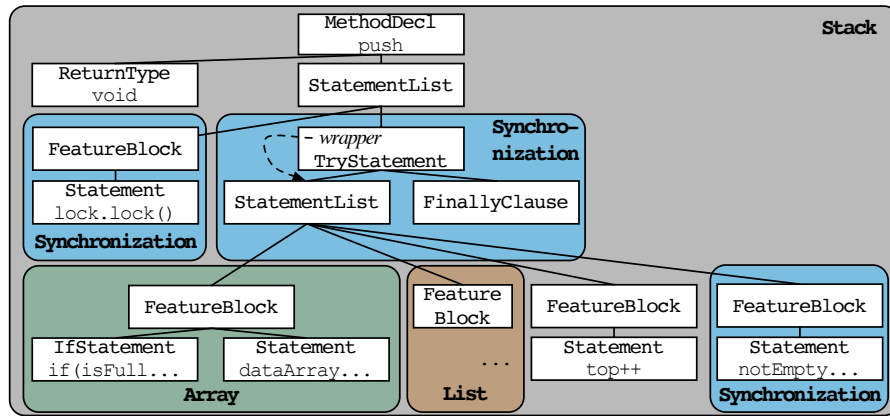 MethodDecl
push
Stack
ReturnType
void
StatementList
FeatureBlock
wrapper
TryStatement
Synchro-
nization
Statement
lock.lock()
StatementList
FinallyClause
Synchronization
FeatureBlock
Feature
Block
FeatureBlock
FeatureBlock
IfStatement
if(isFull...
Statement
dataArray...
...
Statement
top++
Statement
notEmpty...
Array
List
Synchronization